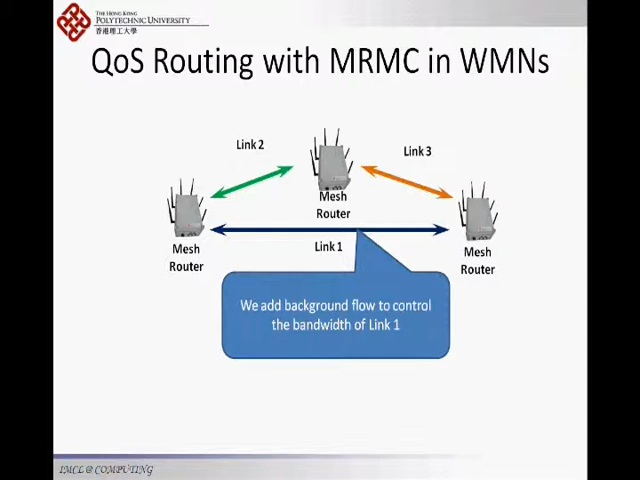 THE HONG KONG
POLYTECHNIC UNIVERSITY
香港理工大學
QoS Routing with MRMC in WMNs
Link 2
Link 3
Mesh
Router
Link 1
Mesh
Router
Mesh
Router
We add background flow to control
the bandwidth of Link 1
IMCL@COMPUTING